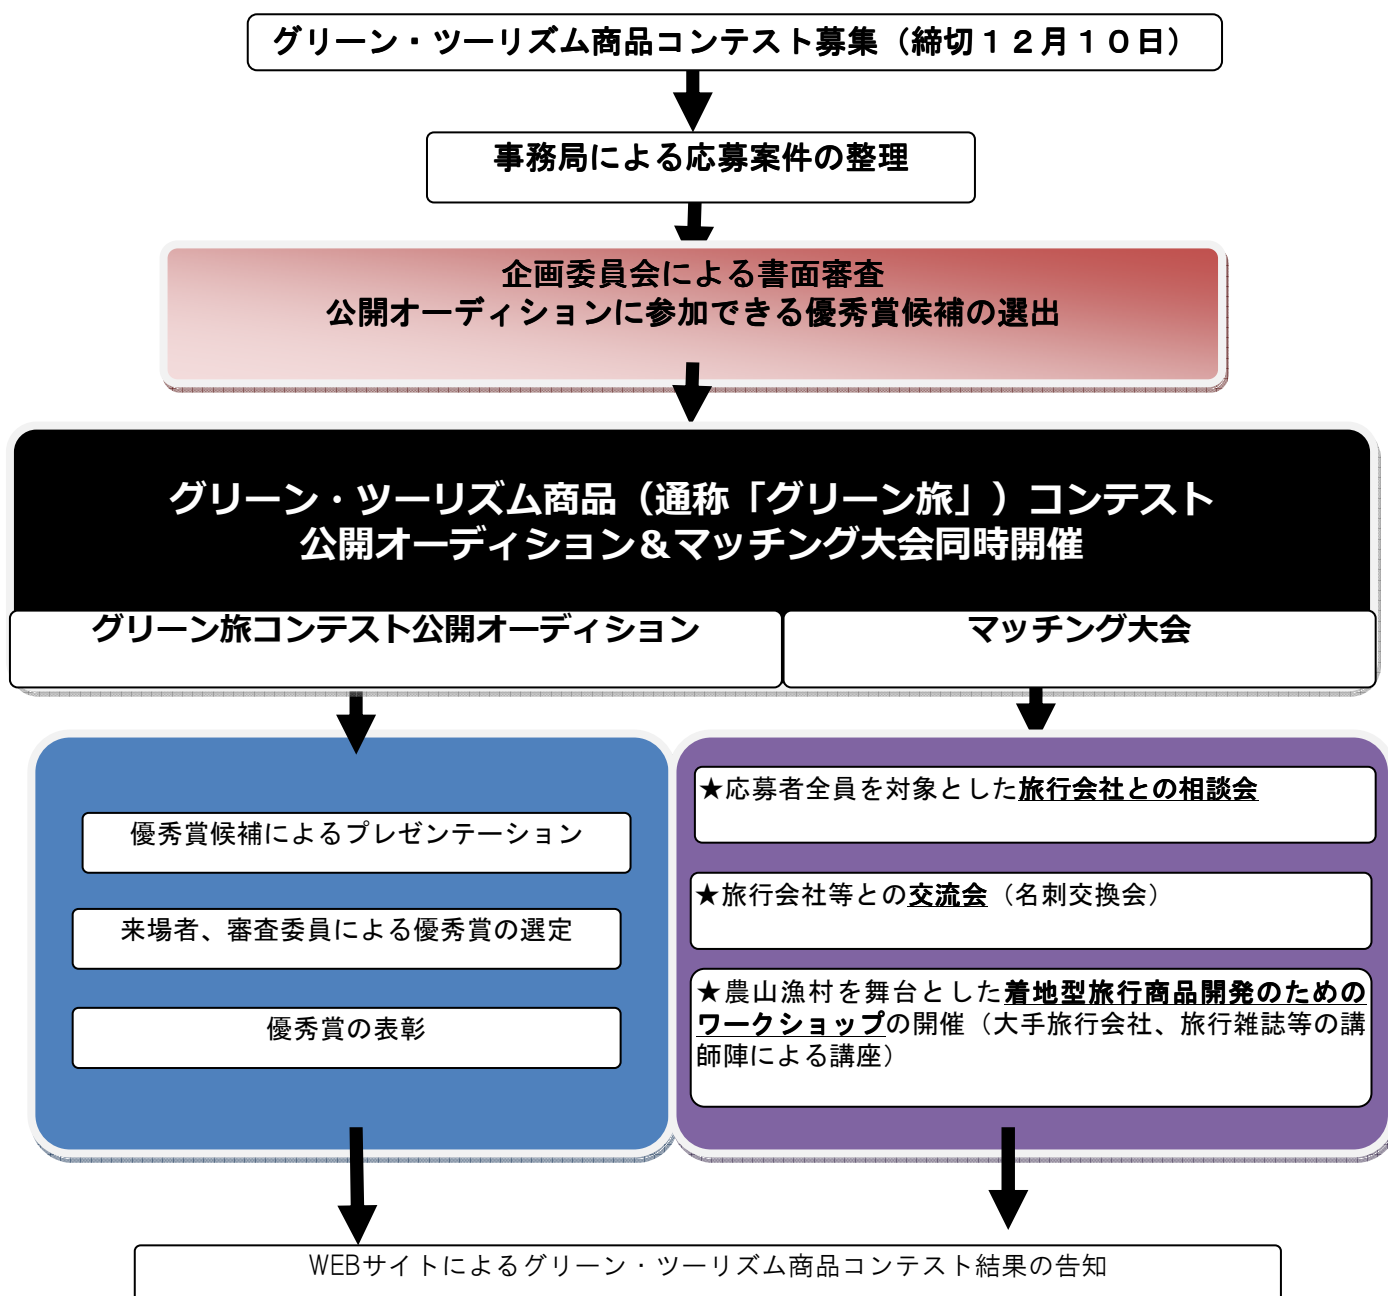 グリーン・ツーリズム商品コンテスト募集（締切１２月１０日）
事務局による応募案件の整理
企画委員会による書面審査
公開オーディションに参加できる優秀賞候補の選出
グリーン・ツーリズム商品（通称「グリーン旅」）コンテスト
公開オーディション＆マッチング大会同時開催
グリーン旅コンテスト公開オーディション
マッチング大会
優秀賞候補によるプレゼンテーション
来場者、審査委員による優秀賞の選定
優秀賞の表彰
★応募者全員を対象とした旅行会社との相談会
★旅行会社等との交流会（名刺交換会）
★農山漁村を舞台とした着地型旅行商品開発のための
ワークショップの開催（大手旅行会社、旅行雑誌等の講
師陣による講座）
WEBサイトによるグリーン・ツーリズム商品コンテスト結果の告知